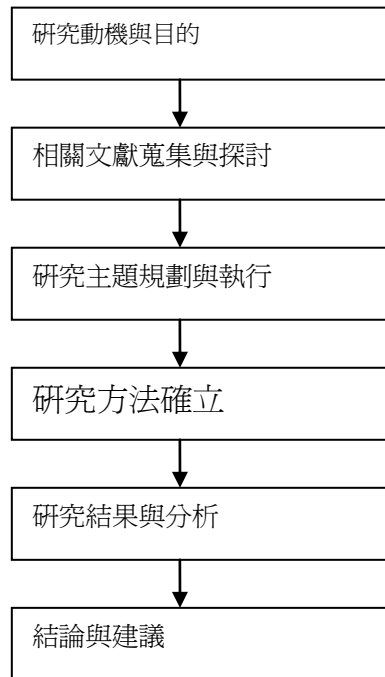 研究動機與目的
相關文獻蒐集與探討
研究主題規劃與執行
研究方法確立
研究結果與分析
結論與建議